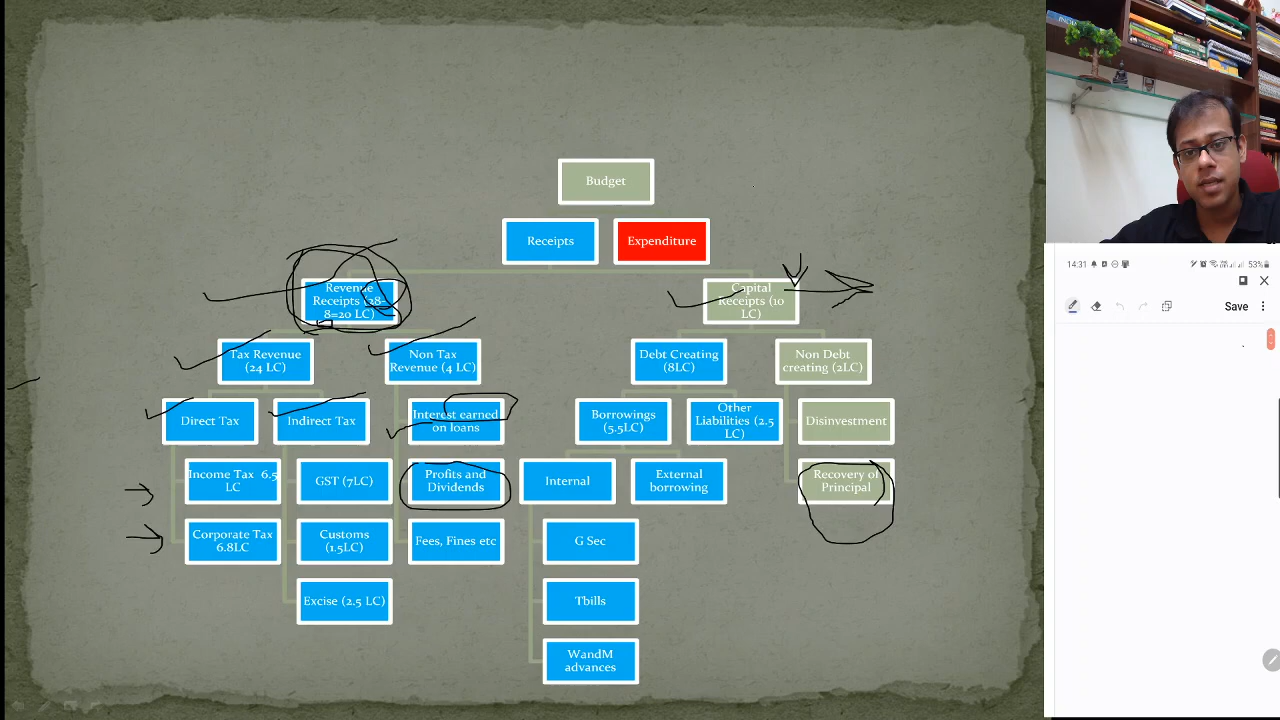 Budget
Receipts
Expenditure
Revenue
Receipts (28-
8=20 LC)
Capital
Receipts (10
LC)
Tax Revenue
(24 LC)
Non Tax
Revenue (4 LC)
Debt Creating
(8LC)
Non Debt
creating (2LC)
Direct Tax
Indirect Tax
Interest earned
on loans
Borrowings
(5.5LC)
Other
Liabilities (2.5
LC)
Disinvestment
Income Tax 6.5
LC
GST (7LC)
Profits and
Dividends
Internal
External
borrowing
Recovery of
Principal
Corporate Tax
6.8LC
Customs
(1.5LC)
Fees, Fines etc
G Sec
Excise (2.5 LC)
Tbills
WandM
advances
14:31
53%
Save